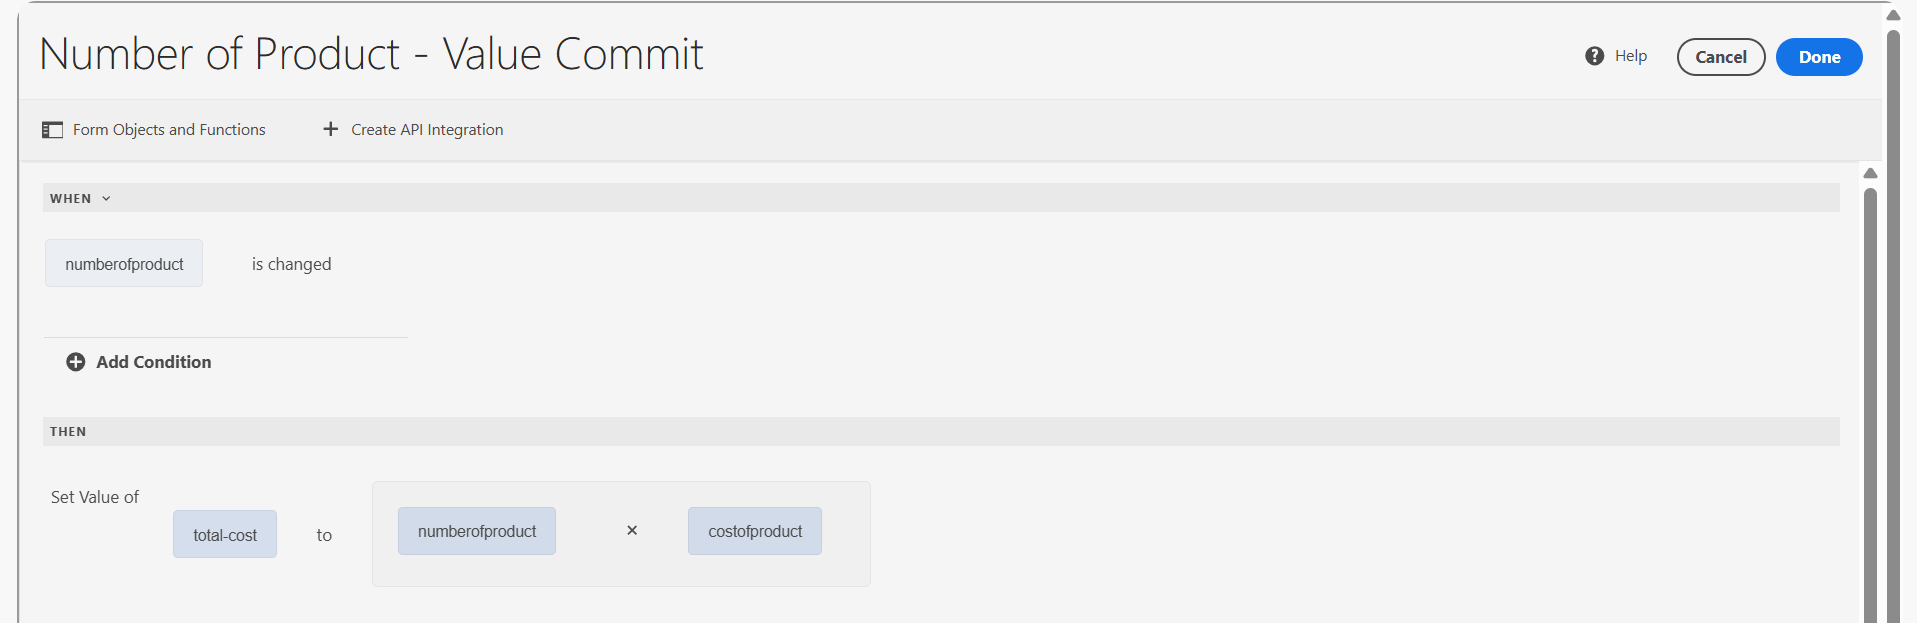 Number of Product - Value Commit
Help
Cancel
Done
Form Objects and Functions
Create API Integration
WHEN
numberofproduct is changed
Add Condition
THEN
Set Value of
total-cost to numberofproduct × costofproduct